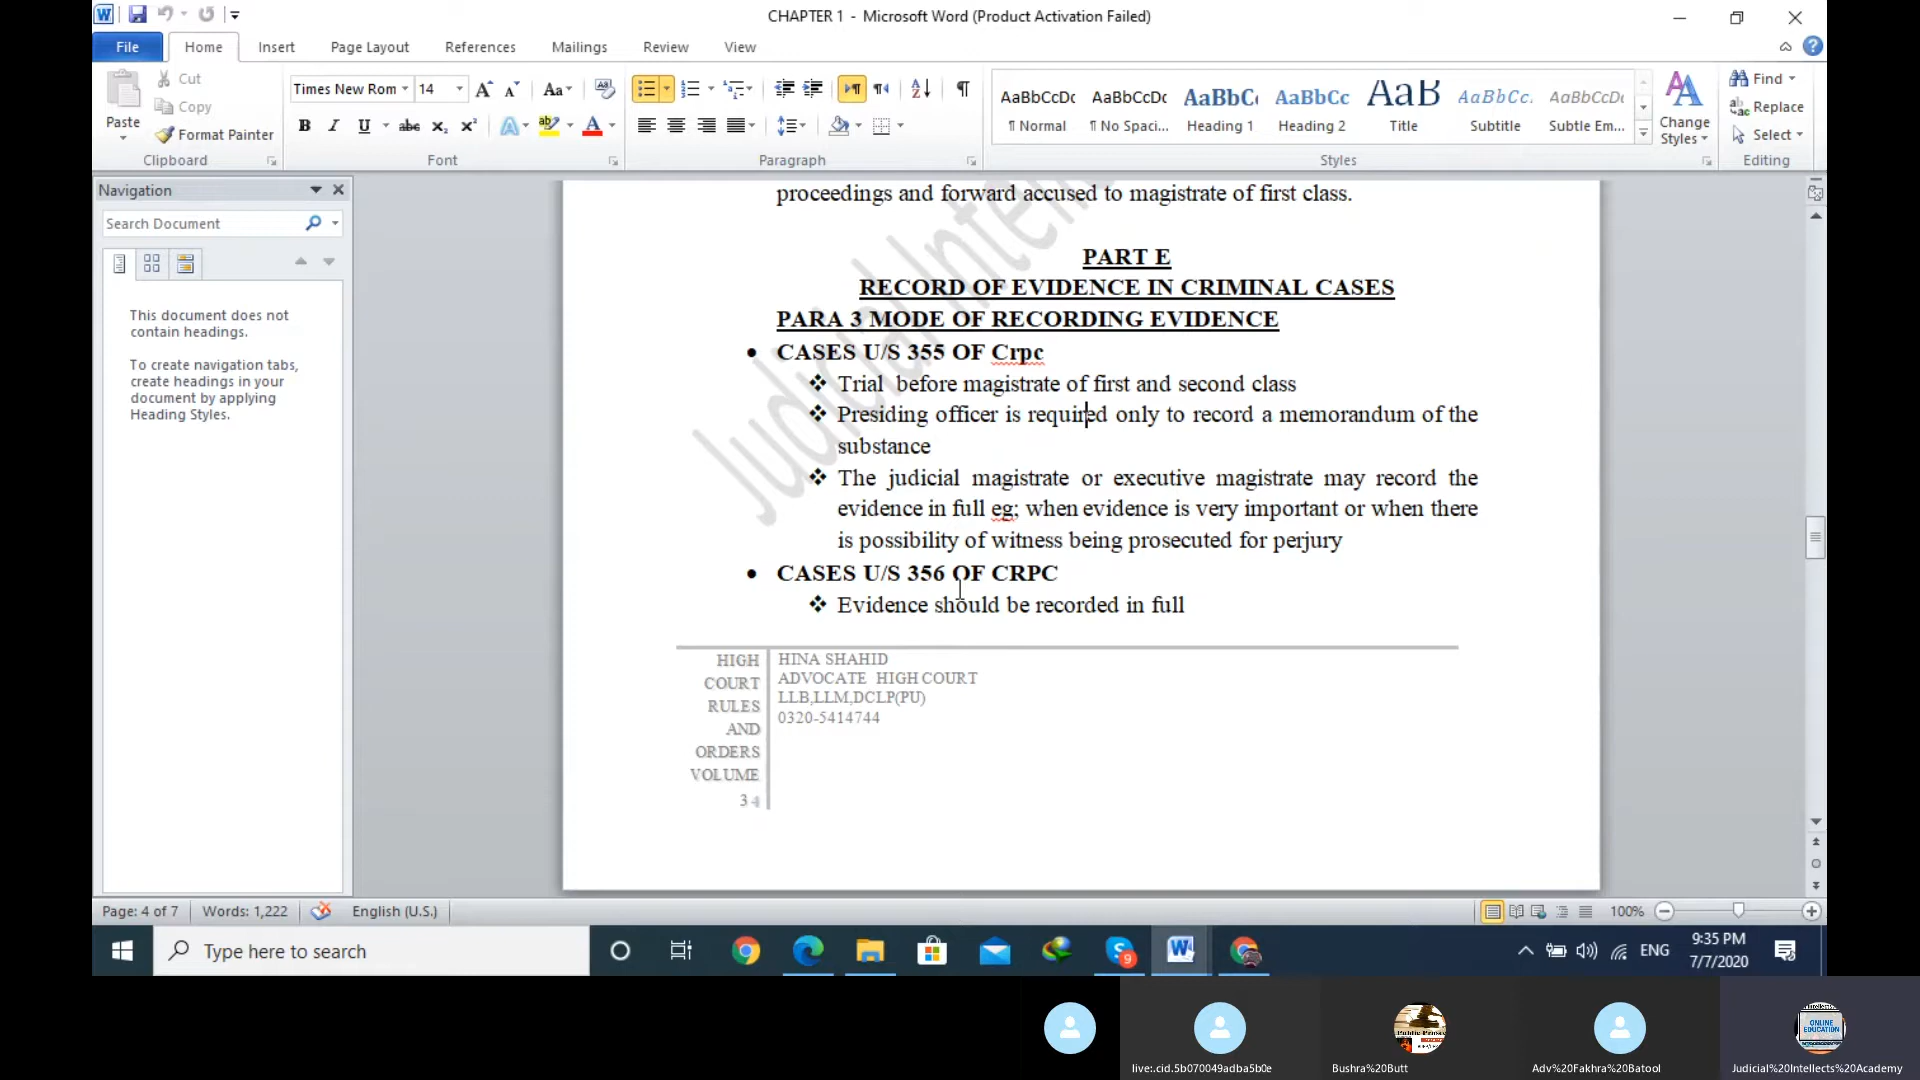 CHAPTER 1 - Microsoft Word (Product Activation Failed)
File Home Insert Page Layout References Mailings Review View
Paste
Cut
Copy
Format Painter
Clipboard
Times New Rom 14
Font
Paragraph
AaBbCcDc AaBbCcDc AaBbC AaBbCc AaB AaBbCc. AaBbCcDc
¶ Normal ¶ No Spaci... Heading 1 Heading 2 Title Subtitle Subtle Em...
Change
Styles
Styles
Find
Replace
Select
Editing
Navigation
Search Document
This document does not
contain headings.
To create navigation tabs,
create headings in your
document by applying
Heading Styles.
proceedings and forward accused to magistrate of first class.
PART E
RECORD OF EVIDENCE IN CRIMINAL CASES
PARA 3 MODE OF RECORDING EVIDENCE
• CASES U/S 355 OF Crpc
❖ Trial before magistrate of first and second class
❖ Presiding officer is required only to record a memorandum of the
substance
❖ The judicial magistrate or executive magistrate may record the
evidence in full eg; when evidence is very important or when there
is possibility of witness being prosecuted for perjury
• CASES U/S 356 OF CRPC
❖ Evidence should be recorded in full
HIGH
COURT
RULES
AND
ORDERS
VOLUME
3 4
HINA SHAHID
ADVOCATE HIGH COURT
LLB,LLM,DCLP(PU)
0320-5414744
Judicial
Page: 4 of 7 Words: 1,222 English (U.S.) 100%
Type here to search
9
ENG
9:35 PM
7/7/2020
ONLINE
EDUCATION
live:.cid.5b070049adba5b0e Bushra%20Butt Adv%20Fakhra%20Batool Judicial%20Intellects%20Academy